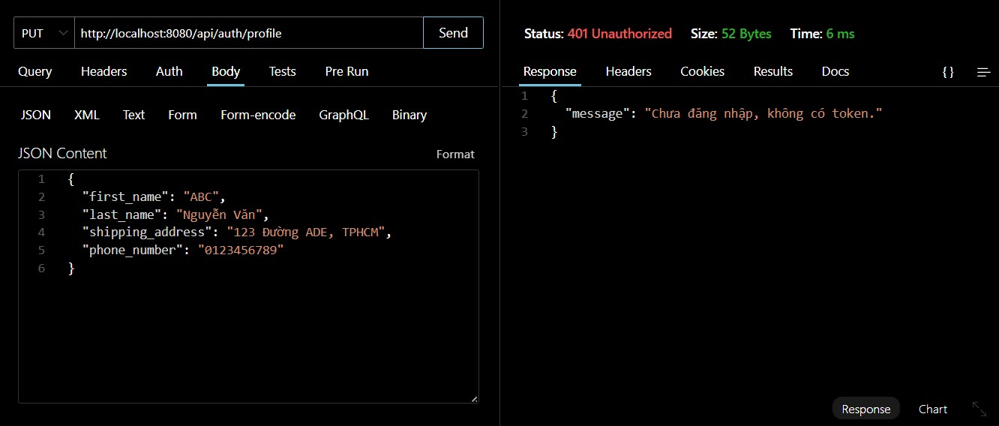 PUT http://localhost:8080/api/auth/profile Send
Query Headers Auth Body Tests Pre Run
JSON XML Text Form Form-encode GraphQL Binary
JSON Content Format
1 {
2 "first_name": "ABC",
3 "last_name": "Nguyễn Văn",
4 "shipping_address": "123 Đường ADE, TPHCM",
5 "phone_number": "0123456789"
6 }
Status: 401 Unauthorized Size: 52 Bytes Time: 6 ms
Response Headers Cookies Results Docs { }
1 {
2 "message": "Chưa đăng nhập, không có token."
3 }
Response Chart